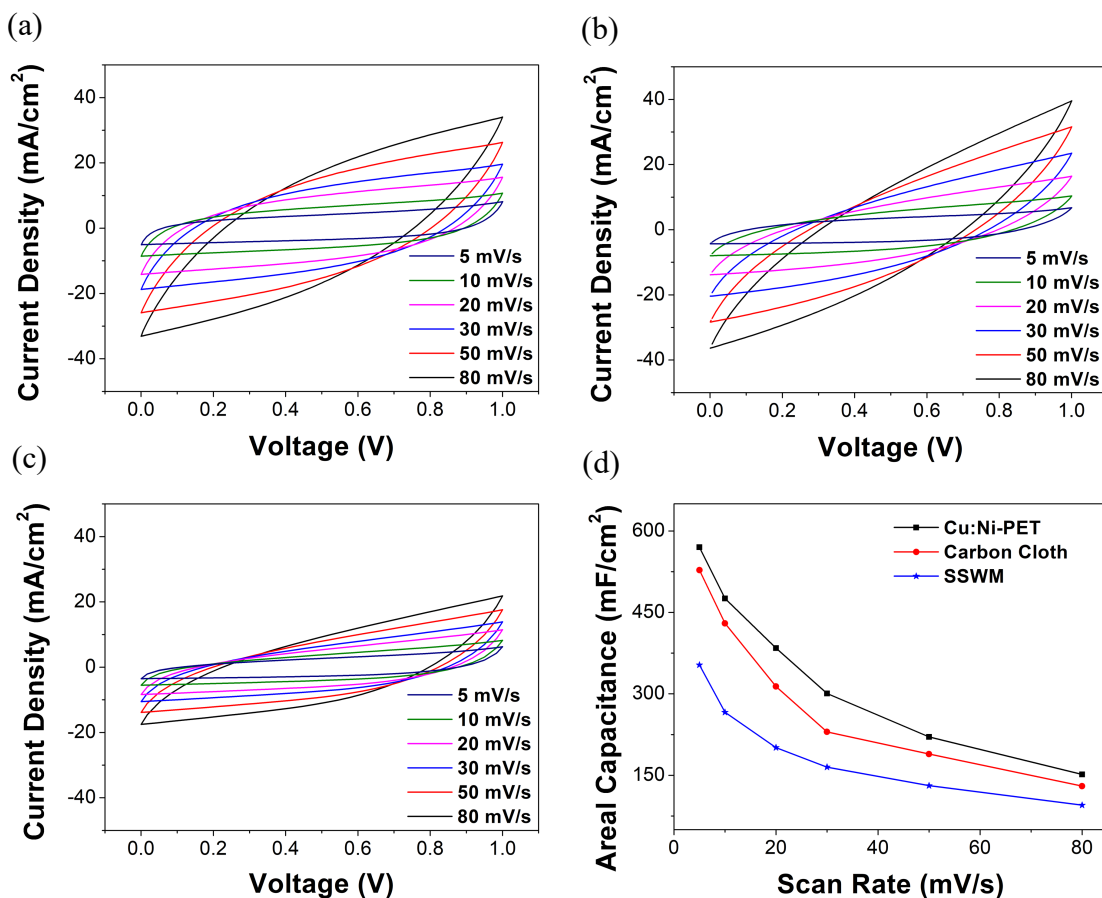 (a)
Current Density (mA/cm²)
40
20
0
-20
-40
0.0 0.2 0.4 0.6 0.8 1.0
Voltage (V)
5 mV/s
10 mV/s
20 mV/s
30 mV/s
50 mV/s
80 mV/s
(b)
Current Density (mA/cm²)
40
20
0
-20
-40
0.0 0.2 0.4 0.6 0.8 1.0
Voltage (V)
5 mV/s
10 mV/s
20 mV/s
30 mV/s
50 mV/s
80 mV/s
(c)
Current Density (mA/cm²)
40
20
0
-20
-40
0.0 0.2 0.4 0.6 0.8 1.0
Voltage (V)
5 mV/s
10 mV/s
20 mV/s
30 mV/s
50 mV/s
80 mV/s
(d)
Areal Capacitance (mF/cm²)
600
450
300
150
0 20 40 60 80
Scan Rate (mV/s)
Cu:Ni-PET
Carbon Cloth
SSWM